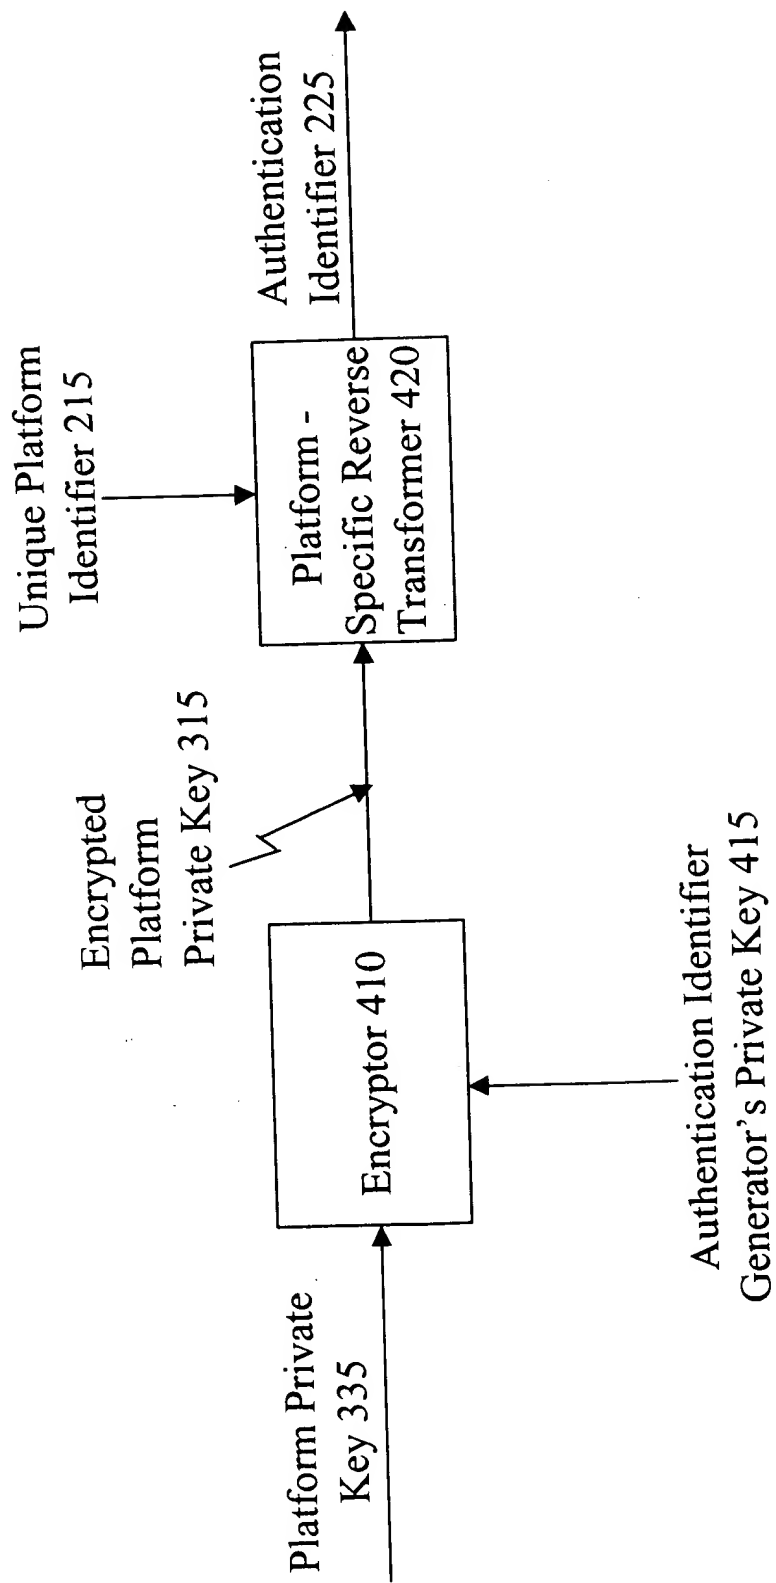 Platform Private
Key 335
Encryptor 410
Authentication Identifier
Generator's Private Key 415
Encrypted
Platform
Private Key 315
Unique Platform
Identifier 215
Platform -
Specific Reverse
Transformer 420
Authentication
Identifier 225